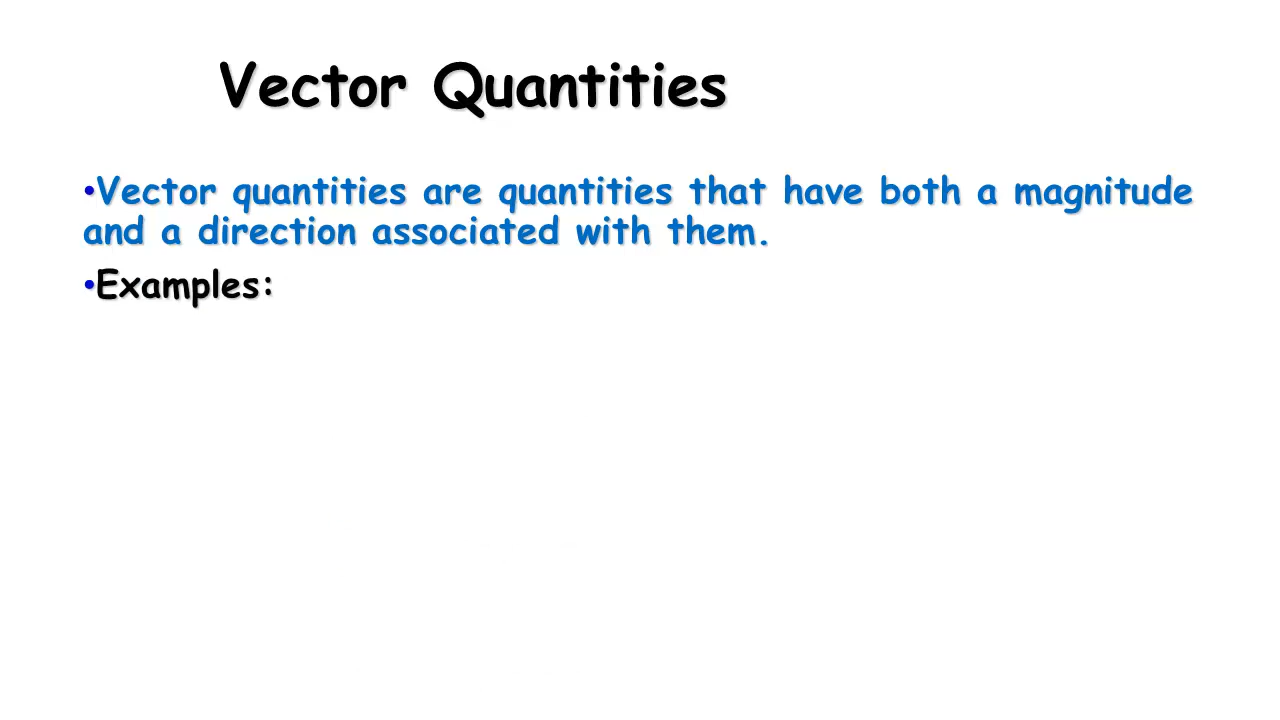 Vector Quantities
•Vector quantities are quantities that have both a magnitude
and a direction associated with them.
•Examples: